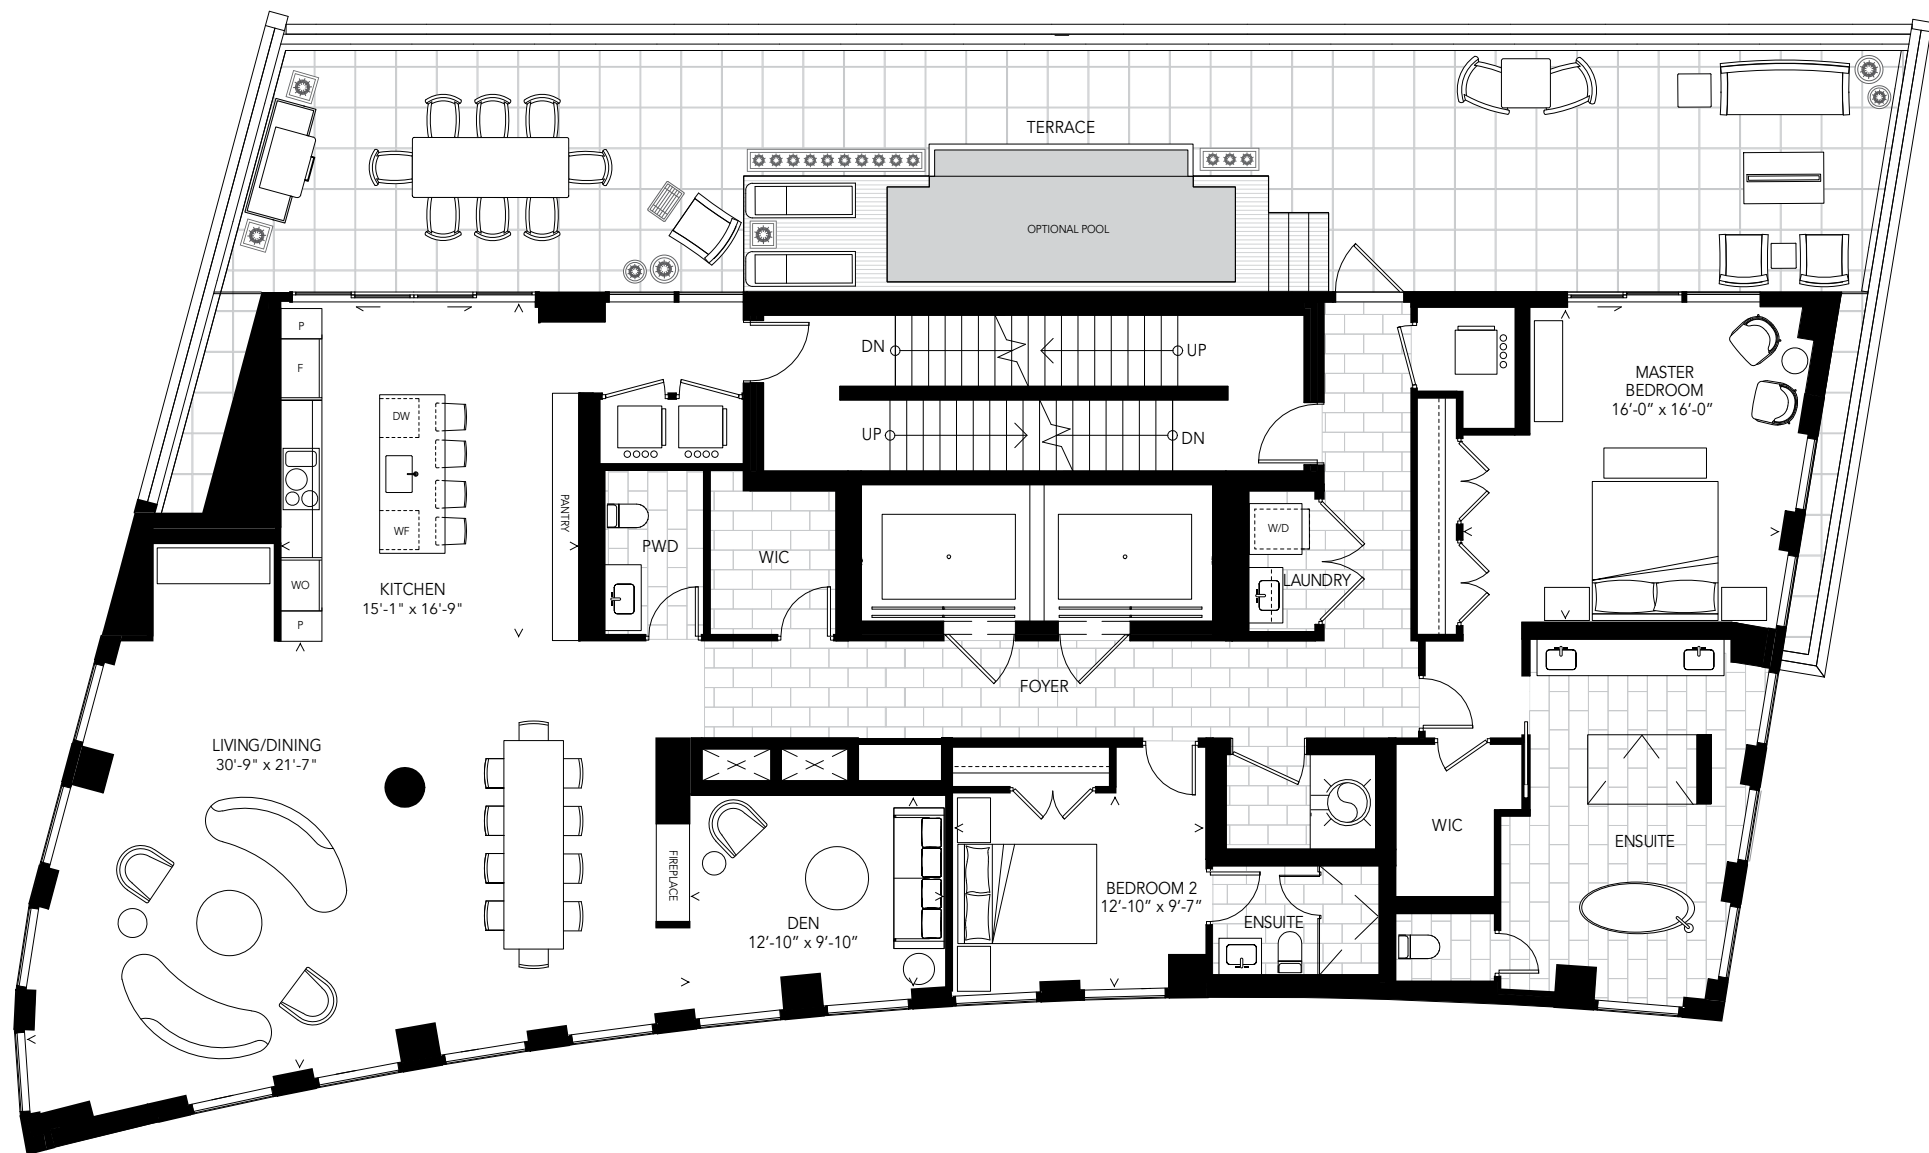 TERRACE
OPTIONAL POOL
P
F
DN
UP
UP
DN
MASTER
BEDROOM
16'-0" x 16'-0"
DW
WF
PANTRY
WO
P
KITCHEN
15'-1" x 16'-9"
PWD
WIC
W/D
LAUNDRY
FOYER
LIVING/DINING
30'-9" x 21'-7"
FIREPLACE
DEN
12'-10" x 9'-10"
BEDROOM 2
12'-10" x 9'-7"
ENSUITE
WIC
ENSUITE